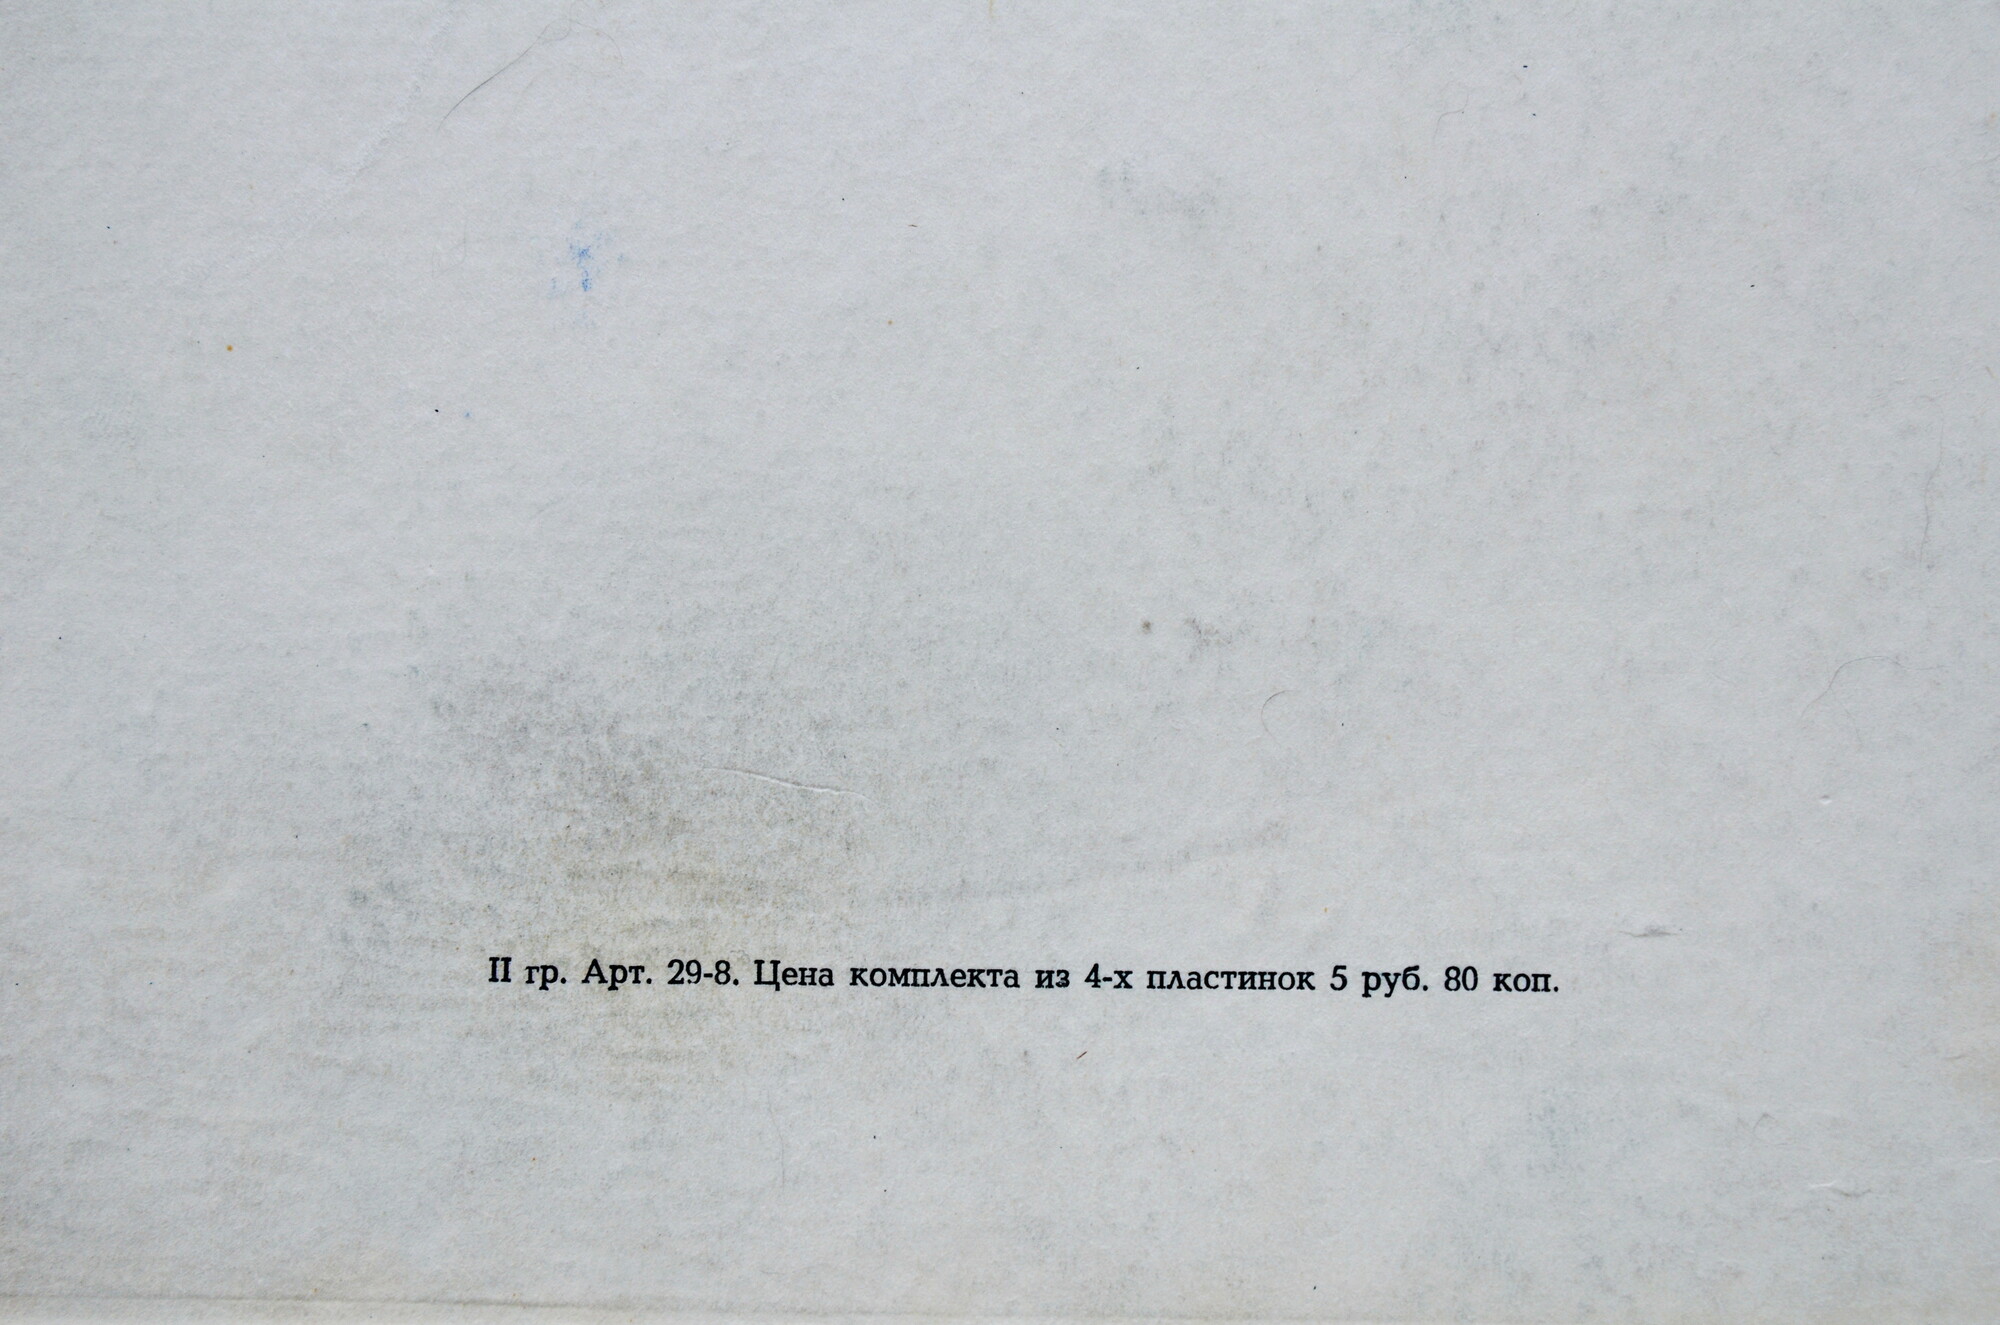 II гр. Арт. 29-8. Цена комплекта из 4-х пластинок 5 руб. 80 коп.